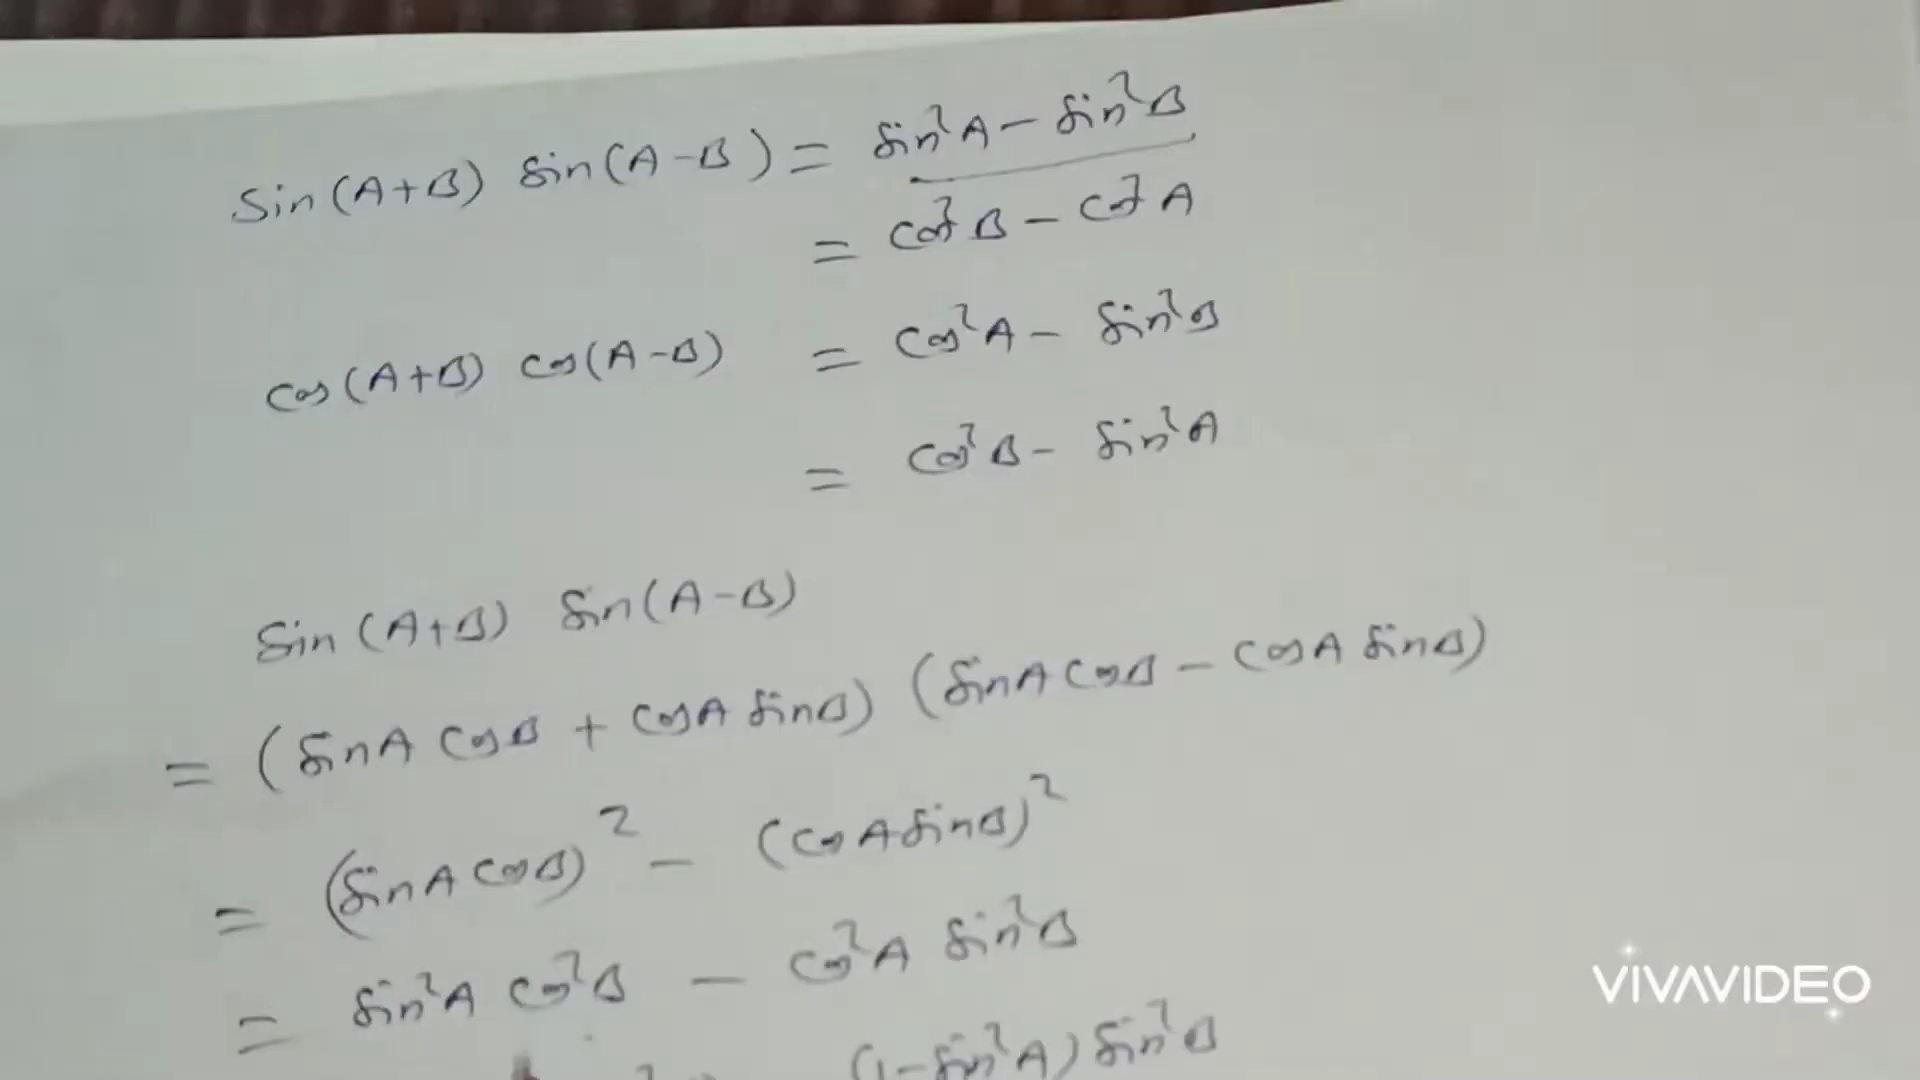 Sin(A+B) Sin(A-B) = Sin²A - Sin²B
= Cos²B - Cos²A
Cos(A+B) Cos(A-B) = Cos²A - Sin²B
= Cos²B - Sin²A
Sin(A+B) Sin(A-B)
= (SinA CosB + CosA SinB) (SinA CosB - CosA SinB)
= (SinA CosB)² - (CosA SinB)²
= Sin²A Cos²B - Cos²A Sin²B
(1-Sin²A) Sin²B
VIVAVIDEO